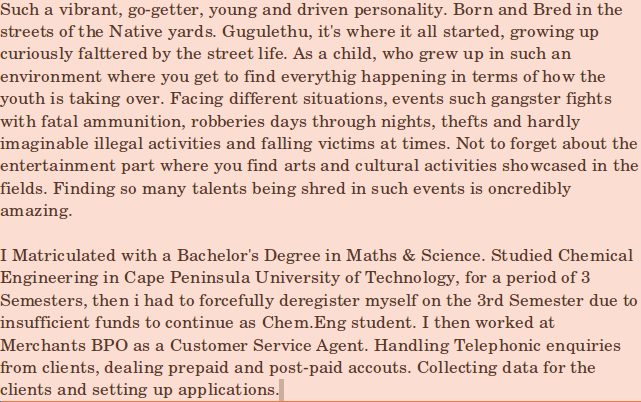 Such a vibrant, go-getter, young and driven personality. Born and Bred in the
streets of the Native yards. Gugulethu, it's where it all started, growing up
curiously falttered by the street life. As a child, who grew up in such an
environment where you get to find everythig happening in terms of how the
youth is taking over. Facing different situations, events such gangster fights
with fatal ammunition, robberies days through nights, thefts and hardly
imaginable illegal activities and falling victims at times. Not to forget about the
entertainment part where you find arts and cultural activities showcased in the
fields. Finding so many talents being shred in such events is oncredibly
amazing.

I Matriculated with a Bachelor's Degree in Maths & Science. Studied Chemical
Engineering in Cape Peninsula University of Technology, for a period of 3
Semesters, then i had to forcefully deregister myself on the 3rd Semester due to
insufficient funds to continue as Chem.Eng student. I then worked at
Merchants BPO as a Customer Service Agent. Handling Telephonic enquiries
from clients, dealing prepaid and post-paid accouts. Collecting data for the
clients and setting up applications.